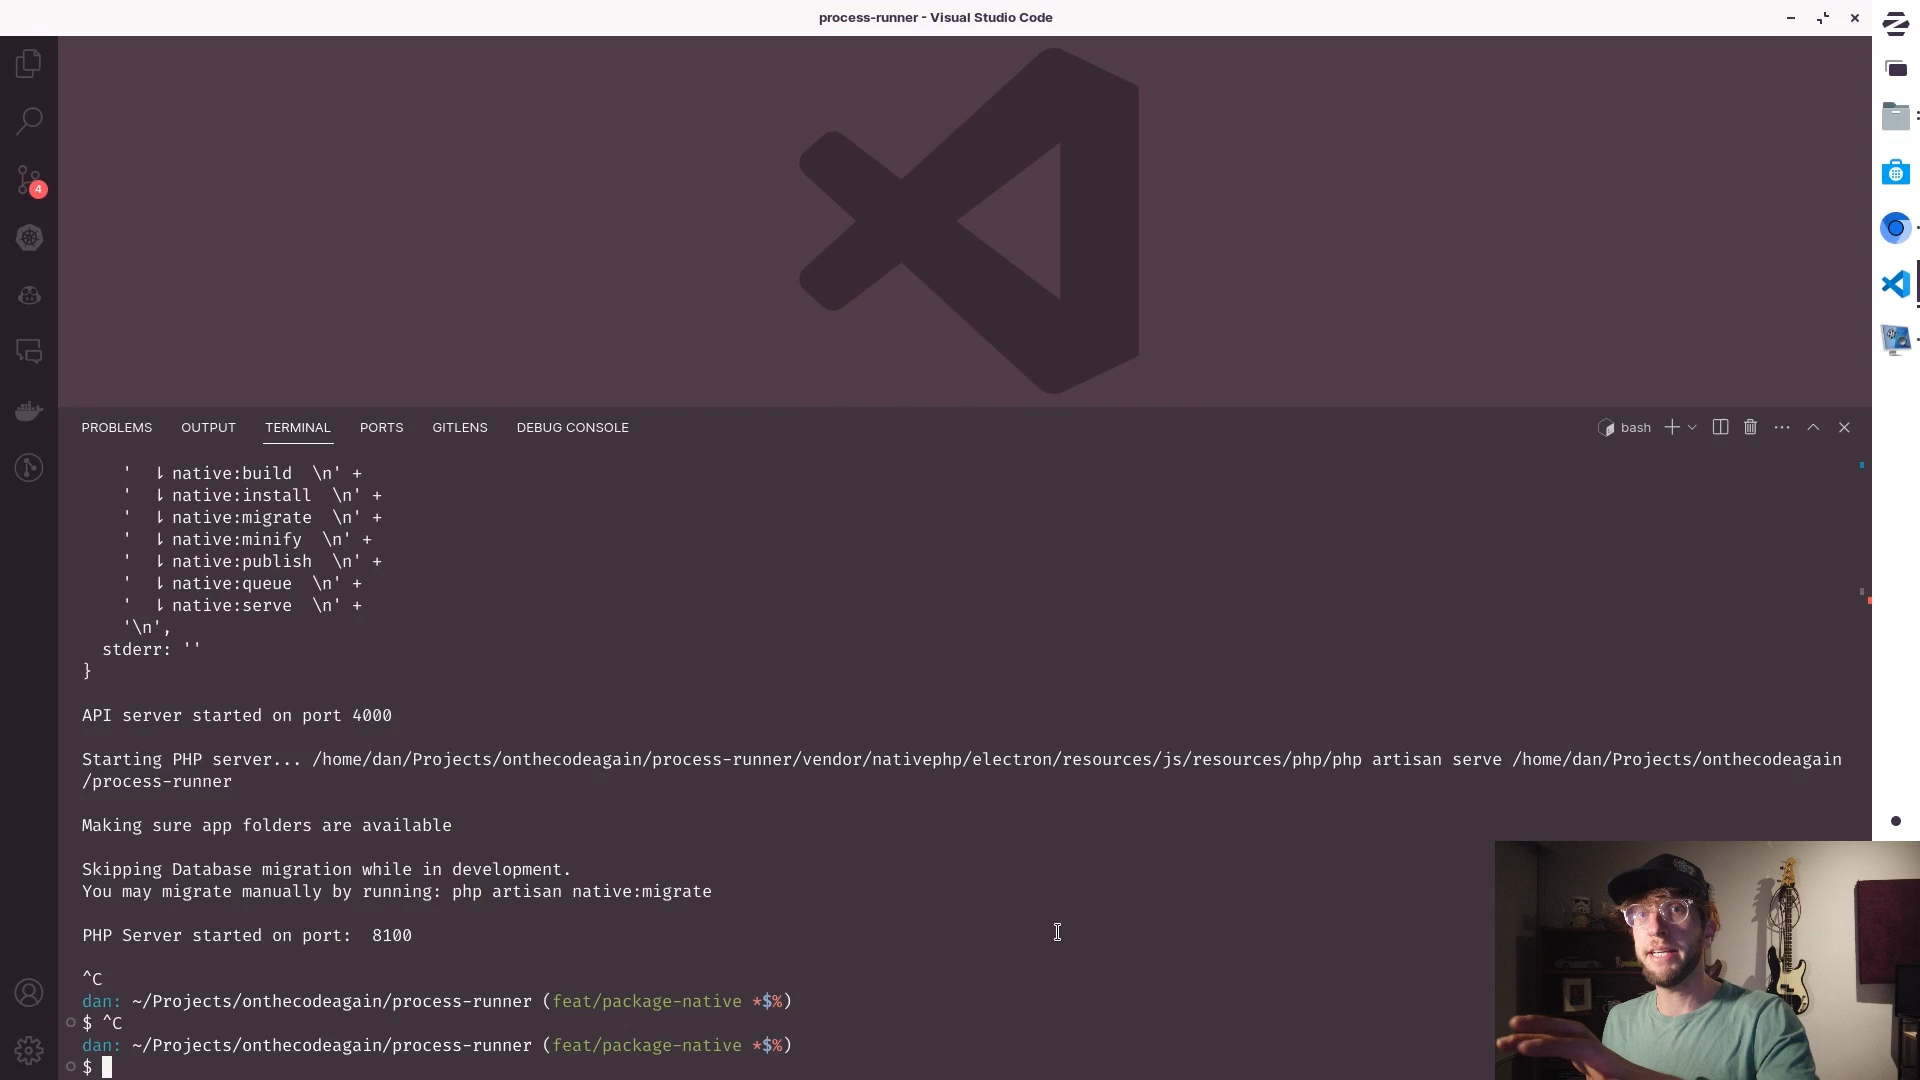 process-runner - Visual Studio Code
4
PROBLEMS OUTPUT TERMINAL PORTS GITLENS DEBUG CONSOLE
bash
'   ⇂ native:build  \n' +
'   ⇂ native:install  \n' +
'   ⇂ native:migrate  \n' +
'   ⇂ native:minify  \n' +
'   ⇂ native:publish  \n' +
'   ⇂ native:queue  \n' +
'   ⇂ native:serve  \n' +
'\n',
stderr: ''
}
API server started on port 4000
Starting PHP server... /home/dan/Projects/onthecodeagain/process-runner/vendor/nativephp/electron/resources/js/resources/php/php artisan serve /home/dan/Projects/onthecodeagain
/process-runner
Making sure app folders are available
Skipping Database migration while in development.
You may migrate manually by running: php artisan native:migrate
PHP Server started on port:  8100
^C
dan: ~/Projects/onthecodeagain/process-runner (feat/package-native *$%)
$ ^C
dan: ~/Projects/onthecodeagain/process-runner (feat/package-native *$%)
$